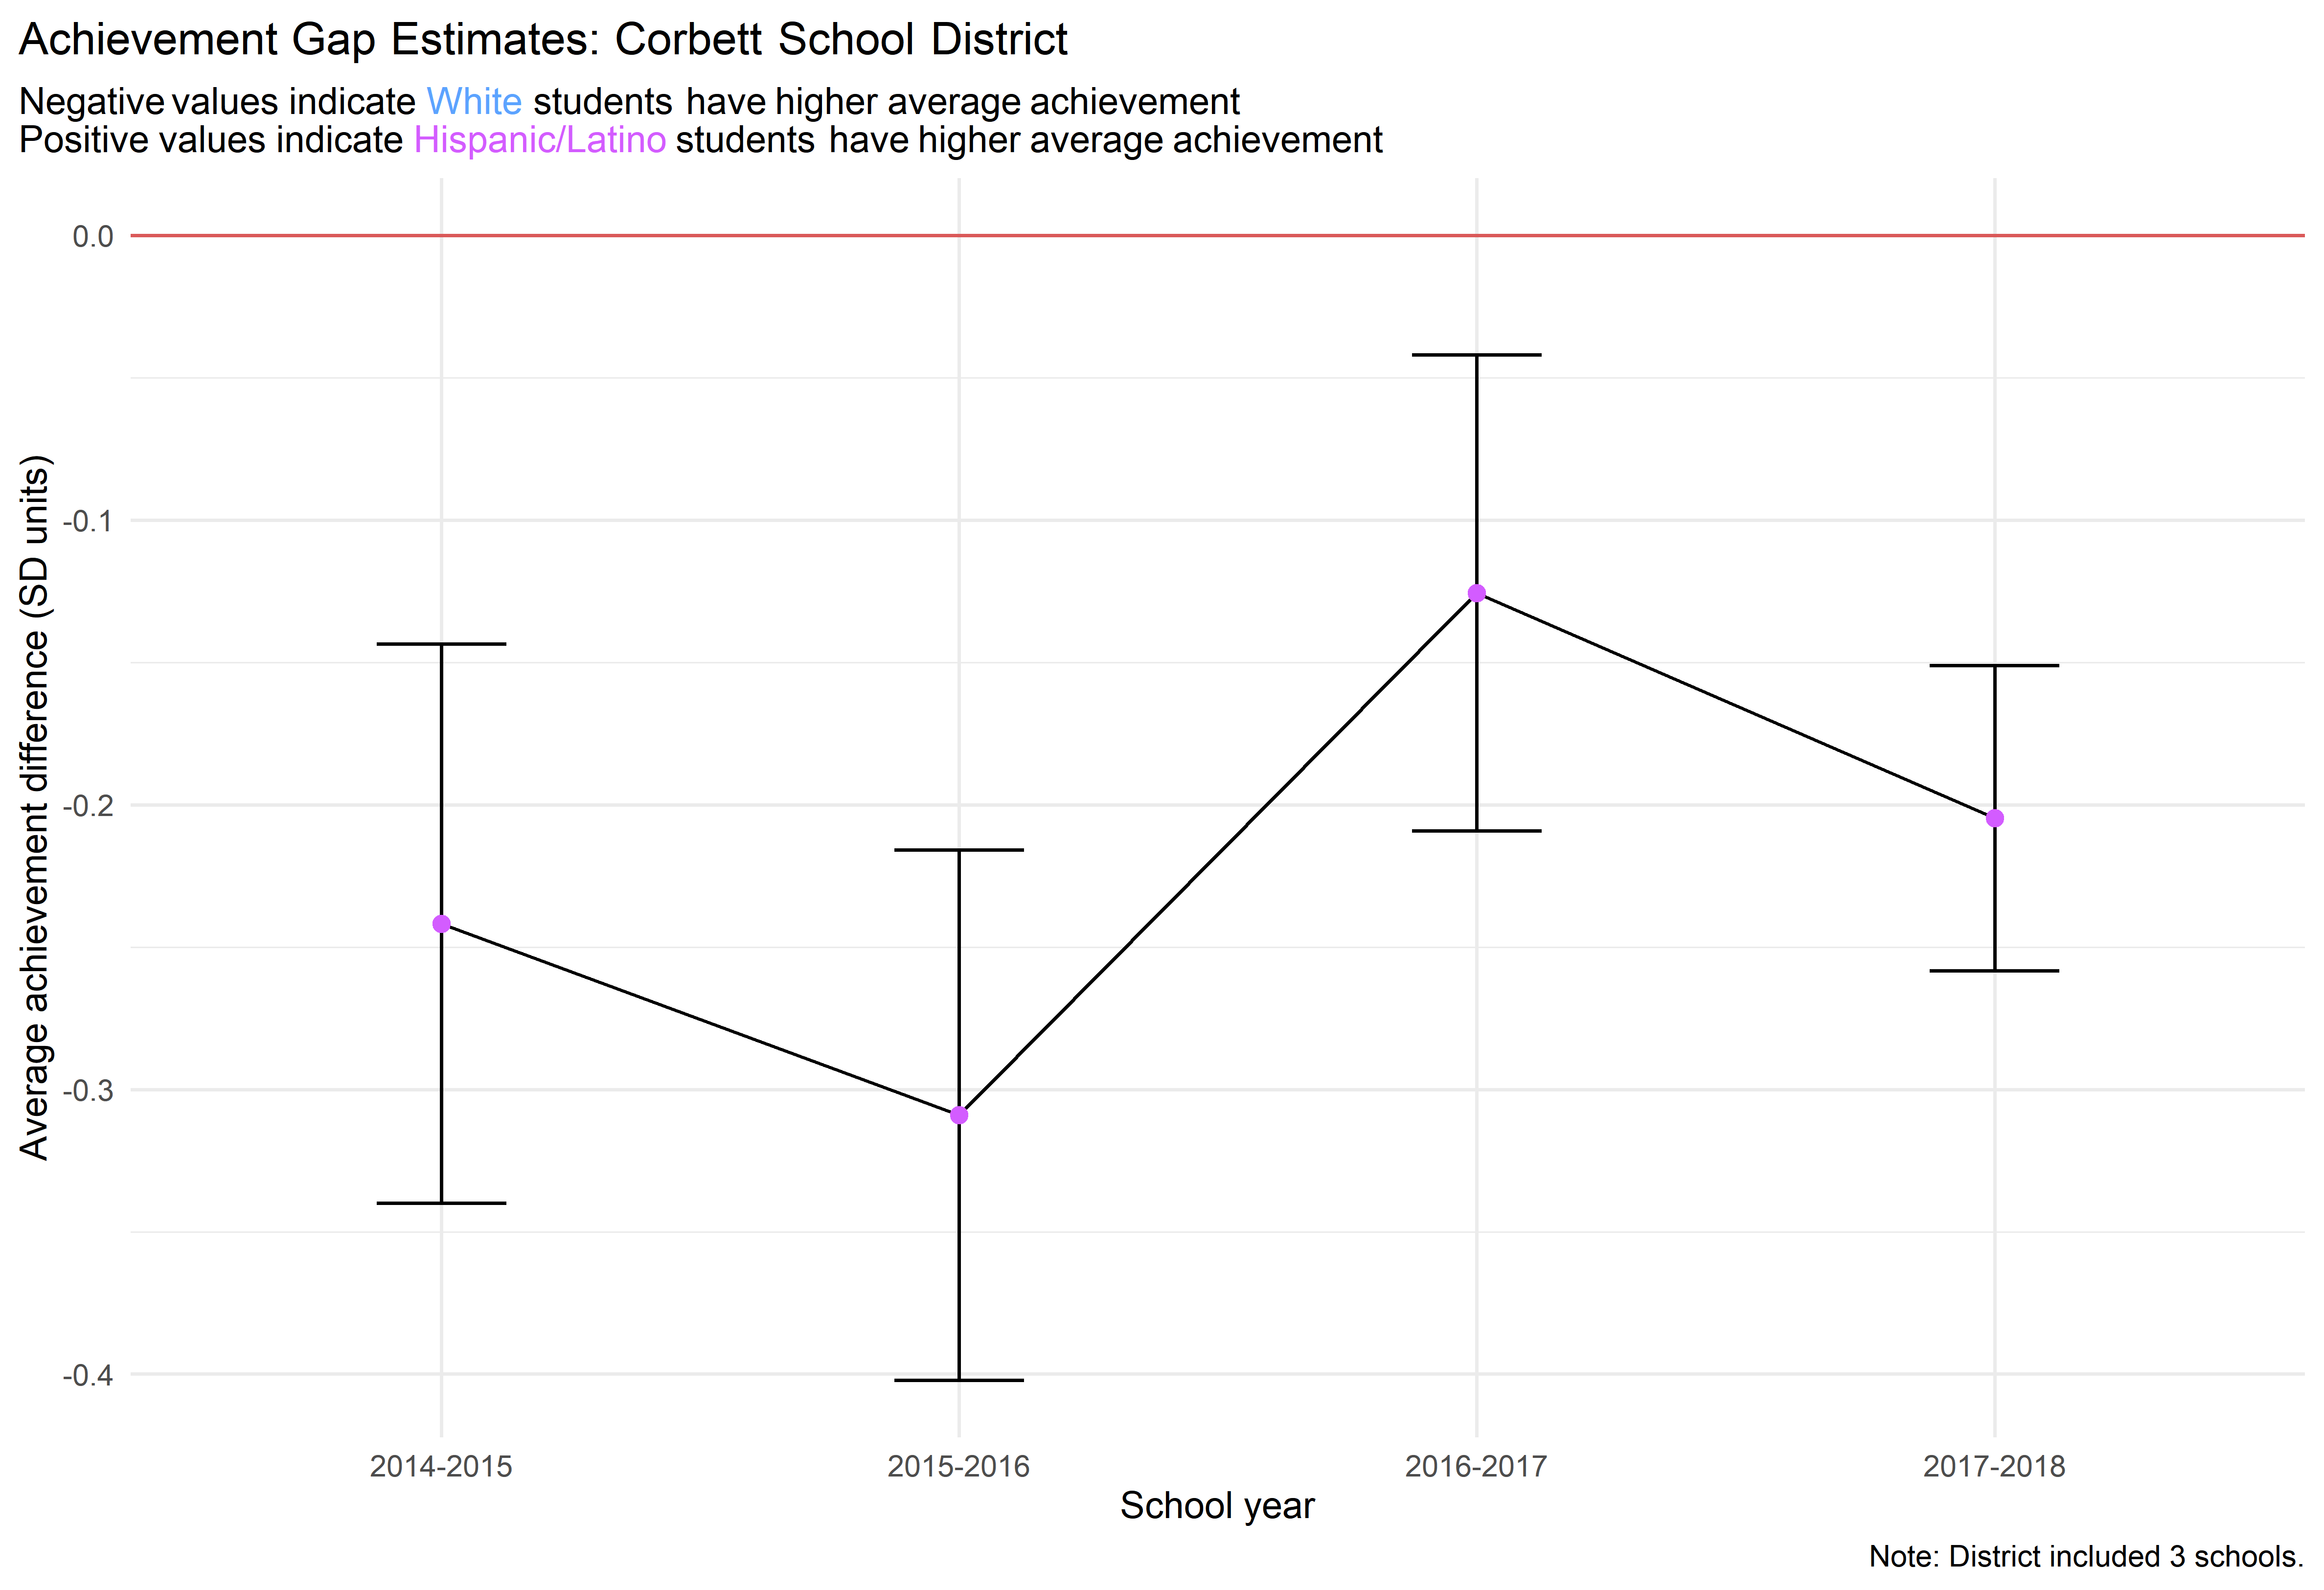 Achievement Gap Estimates: Corbett School District
Negative values indicate White students have higher average achievement
Positive values indicate Hispanic/Latino students have higher average achievement
Average achievement difference (SD units)
0.0
-0.1
-0.2
-0.3
-0.4
2014-2015
2015-2016
2016-2017
2017-2018
School year
Note: District included 3 schools.